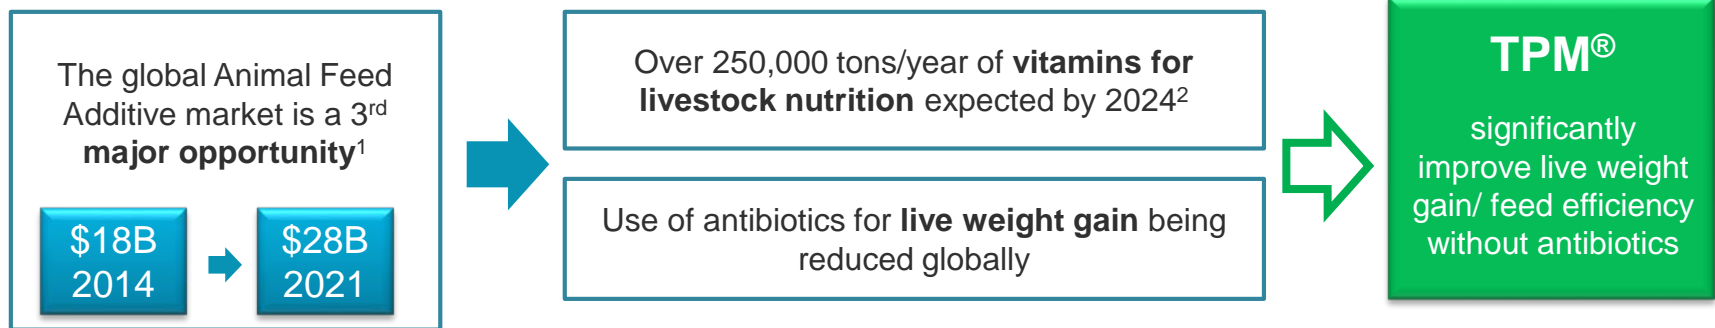 The global Animal Feed
Additive market is a 3rd
major opportunity1
$18B
2014
$28B
2021
Over 250,000 tons/year of vitamins for
livestock nutrition expected by 20242
Use of antibiotics for live weight gain being
reduced globally
TPM®
significantly
improve live weight
gain/ feed efficiency
without antibiotics